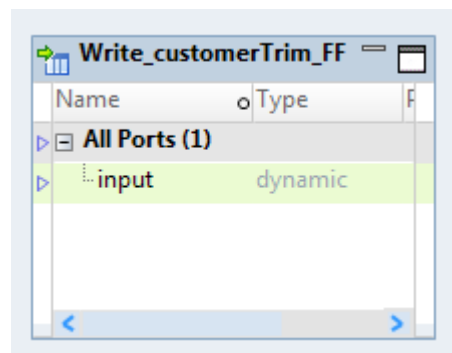 Write_customerTrim_FF
Name Type
All Ports (1)
input dynamic